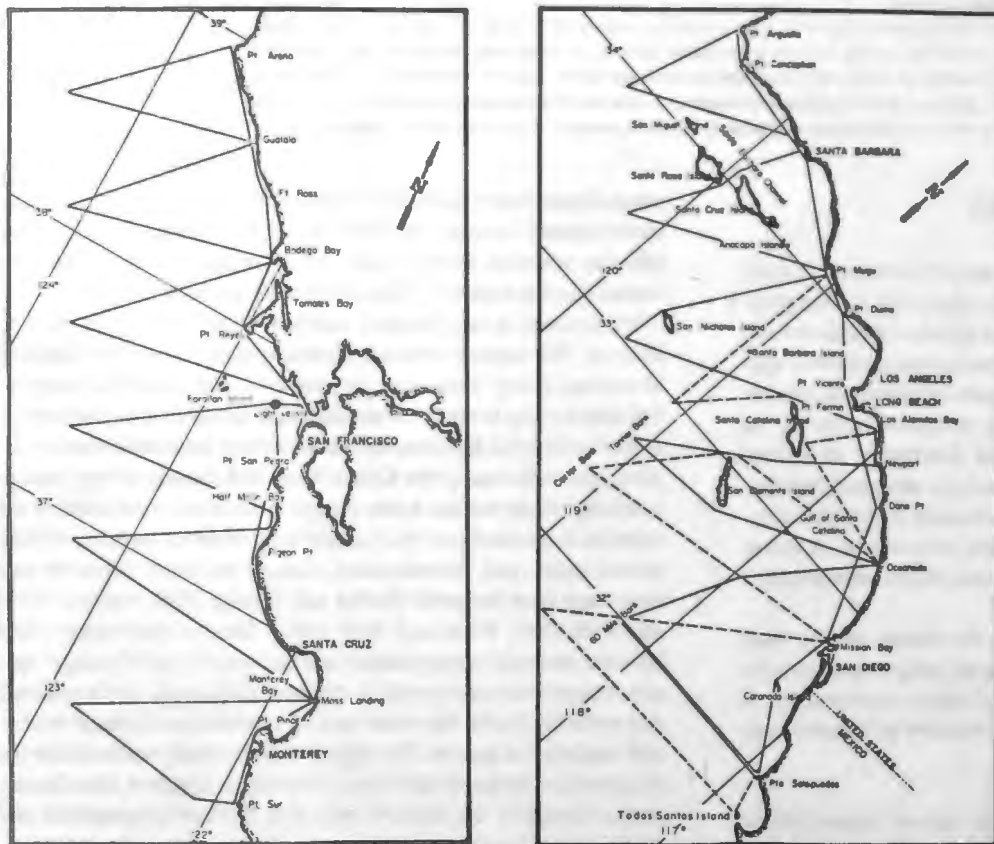 39°
Pt Arena
Gualala
Ft Ross
38°
Bodega Bay
124°
Tomales Bay
Pt Reyes
Farallon Island
Light Vessel
SAN FRANCISCO
Pt San Pedro
37°
Half Moon Bay
Pigeon Pt
SANTA CRUZ
Monterey
Bay
123°
Moss Landing
Pt Pinos
MONTEREY
Pt Sur
122°
N
Pt Arguello
34°
Pt Conception
San Miguel Island
SANTA BARBARA
Santa Rosa Island
Santa Cruz Island
Anacapa Island
120°
Pt Mugu
33°
Pt Dume
San Nicholas Island
Santa Barbara Island
LOS ANGELES
Pt Vicente
LONG BEACH
Pt Fermin
Santa Catalina Island
Los Alamitos Bay
Tanner Bank
Cortez Bank
Newport
San Clemente Island
119°
Dana Pt
Gulf of Santa
Catalina
Oceanside
32°
60 Mile Bank
Mission Bay
SAN DIEGO
Coronado Island
118°
UNITED STATES
MEXICO
Pta Salsipuedes
Todos Santos Island
117°